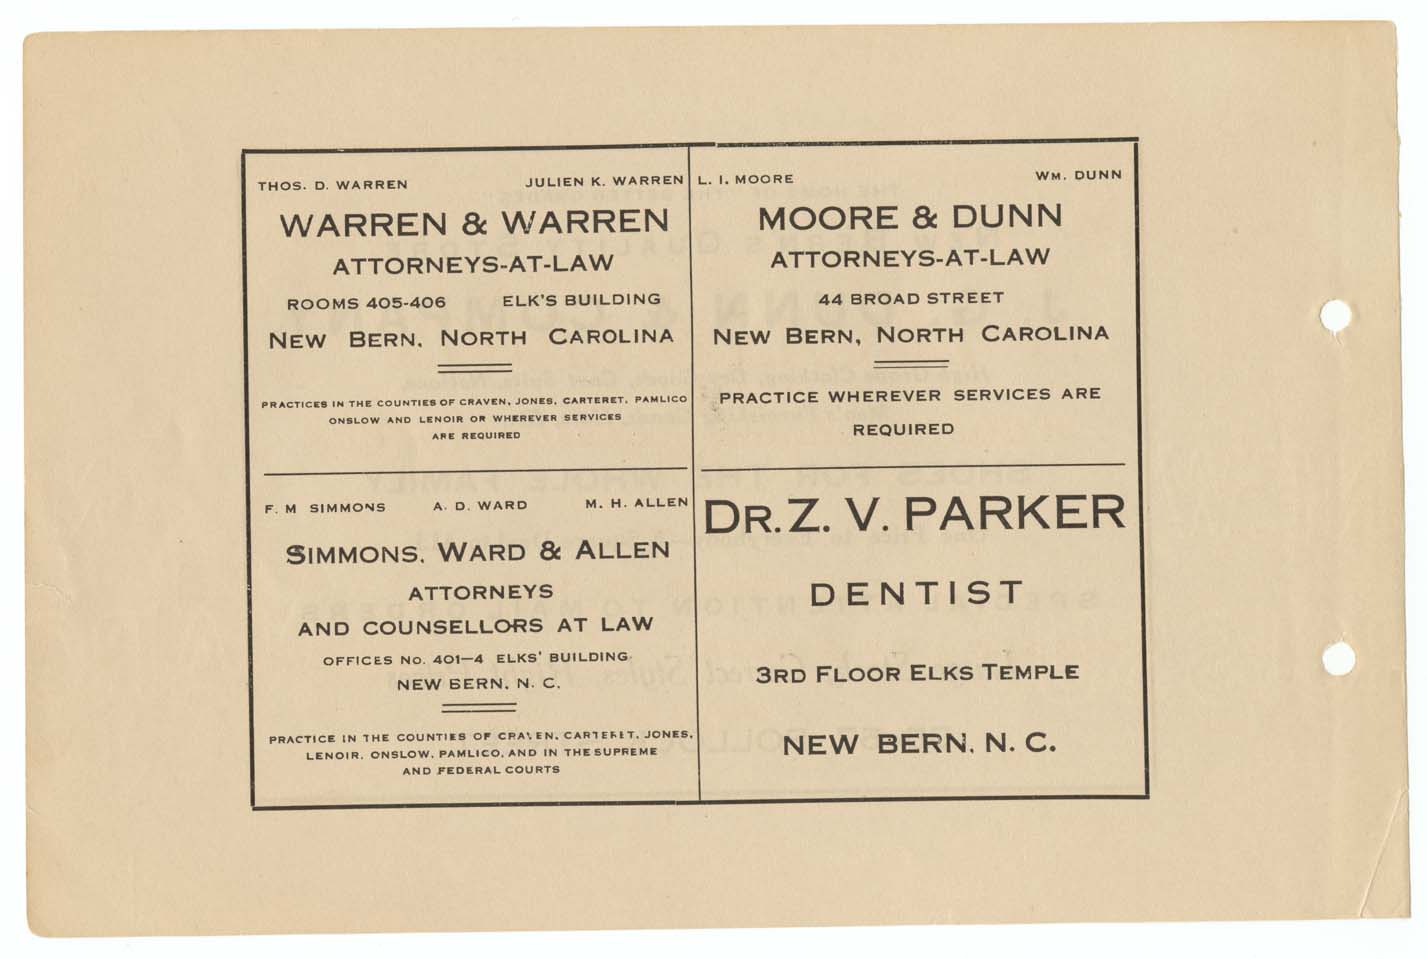 THOS. D. WARREN JULIEN K. WARREN
WARREN & WARREN
ATTORNEYS-AT-LAW
ROOMS 405-406 ELK'S BUILDING
NEW BERN, NORTH CAROLINA
PRACTICES IN THE COUNTIES OF CRAVEN, JONES, CARTERET, PAMLICO
ONSLOW AND LENOIR OR WHEREVER SERVICES
ARE REQUIRED
L. I. MOORE WM. DUNN
MOORE & DUNN
ATTORNEYS-AT-LAW
44 BROAD STREET
NEW BERN, NORTH CAROLINA
PRACTICE WHEREVER SERVICES ARE
REQUIRED
F. M SIMMONS A. D. WARD M. H. ALLEN
SIMMONS, WARD & ALLEN
ATTORNEYS
AND COUNSELLORS AT LAW
OFFICES NO. 401-4 ELKS' BUILDING
NEW BERN, N. C.
PRACTICE IN THE COUNTIES OF CRAVEN, CARTERET, JONES,
LENOIR, ONSLOW, PAMLICO, AND IN THE SUPREME
AND FEDERAL COURTS
DR. Z. V. PARKER
DENTIST
3RD FLOOR ELKS TEMPLE
NEW BERN, N. C.